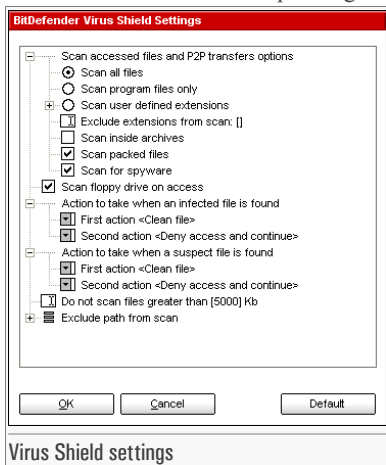 BitDefender Virus Shield Settings
Scan accessed files and P2P transfers options
Scan all files
Scan program files only
Scan user defined extensions
Exclude extensions from scan: []
Scan inside archives
Scan packed files
Scan for spyware
Scan floppy drive on access
Action to take when an infected file is found
First action <Clean file>
Second action <Deny access and continue>
Action to take when a suspect file is found
First action <Clean file>
Second action <Deny access and continue>
Do not scan files greater than [5000] Kb
Exclude path from scan
OK Cancel Default
Virus Shield settings